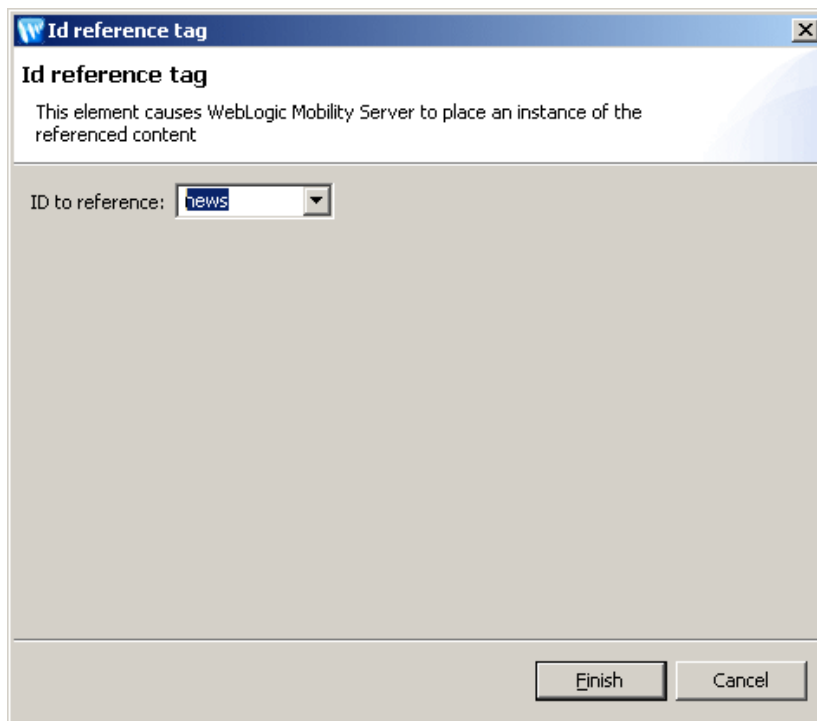 Id reference tag
Id reference tag
This element causes WebLogic Mobility Server to place an instance of the
referenced content
ID to reference: news
Finish Cancel